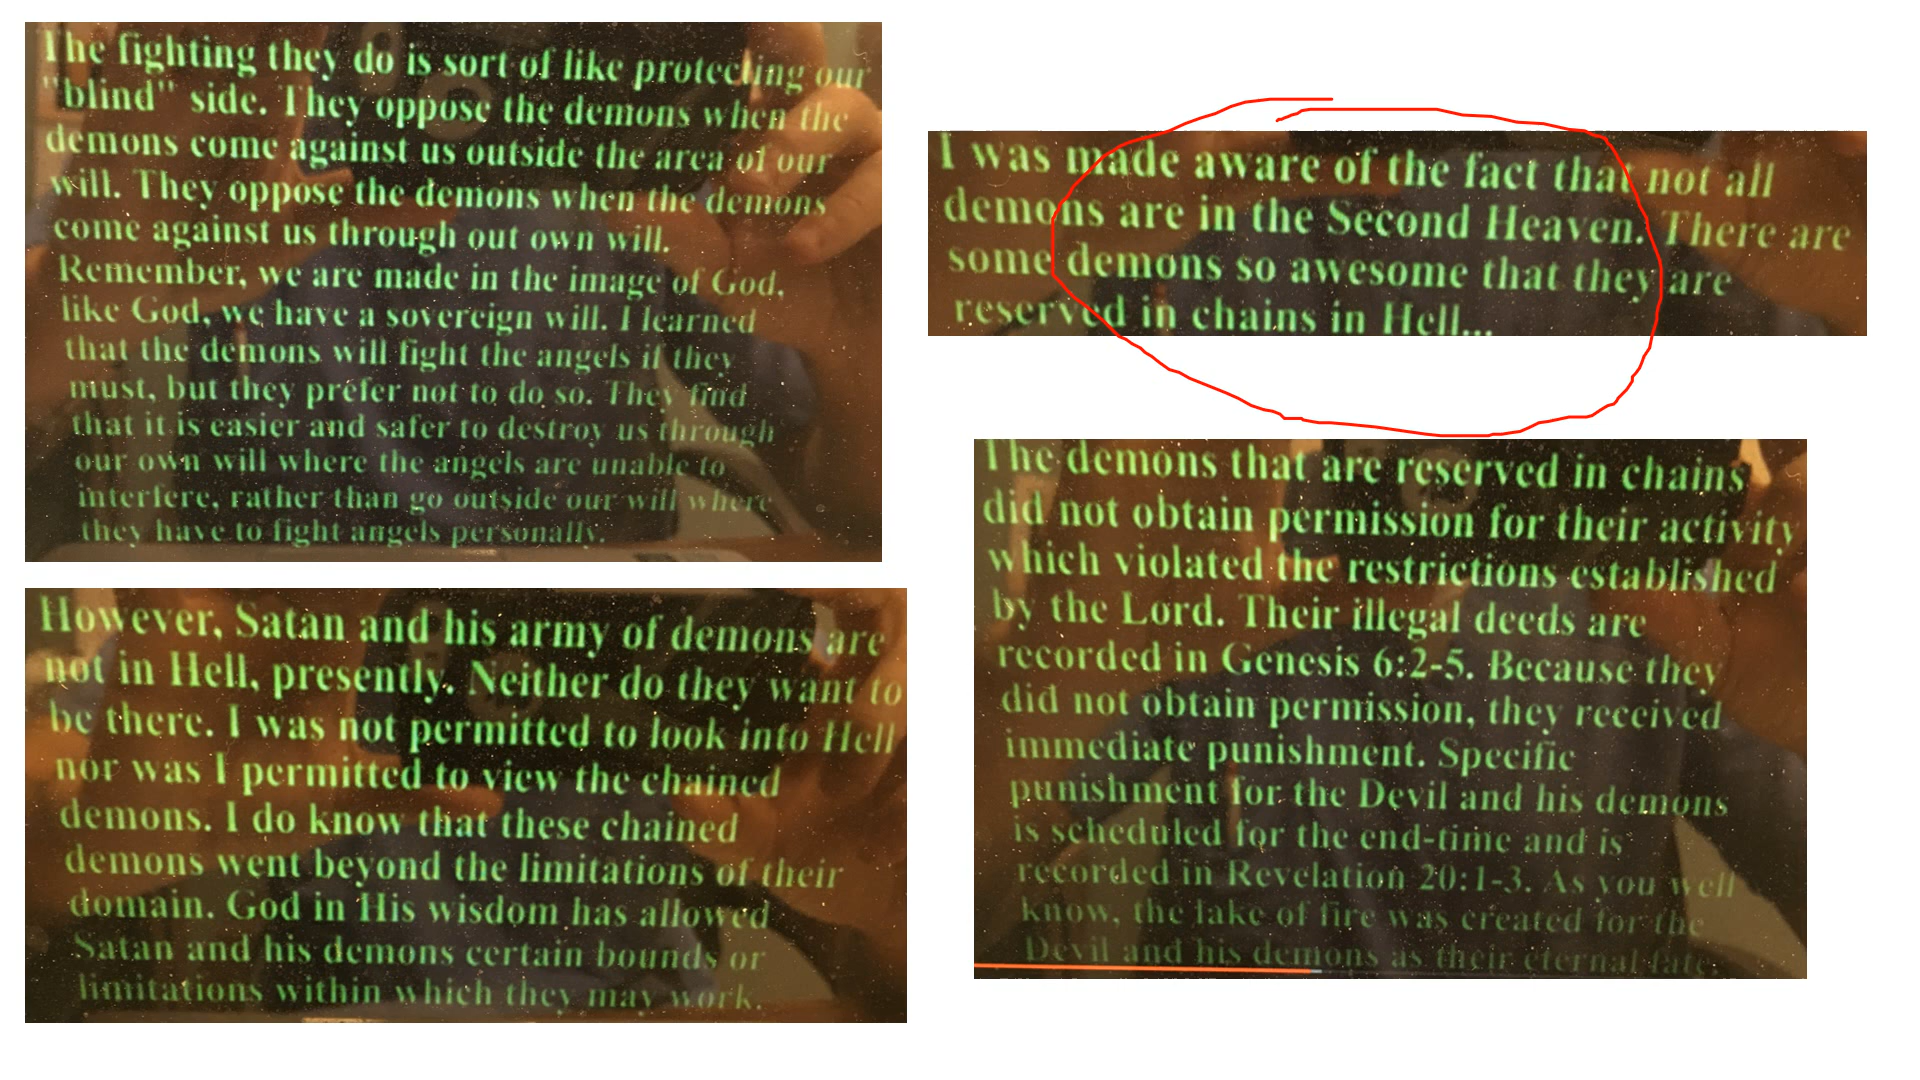 The fighting they do is sort of like protecting our
"blind" side. They oppose the demons when the
demons come against us outside the area of our
will. They oppose the demons when the demons
come against us through out own will.
Remember, we are made in the image of God,
like God, we have a sovereign will. I learned
that the demons will fight the angels if they
must, but they prefer not to do so. They find
that it is easier and safer to destroy us through
our own will where the angels are unable to
interfere, rather than go outside our will where
they have to fight angels personally.
However, Satan and his army of demons are
not in Hell, presently. Neither do they want to
be there. I was not permitted to look into Hell
nor was I permitted to view the chained
demons. I do know that these chained
demons went beyond the limitations of their
domain. God in His wisdom has allowed
Satan and his demons certain bounds or
limitations within which they may work.
I was made aware of the fact that not all
demons are in the Second Heaven. There are
some demons so awesome that they are
reserved in chains in Hell...
The demons that are reserved in chains
did not obtain permission for their activity
which violated the restrictions established
by the Lord. Their illegal deeds are
recorded in Genesis 6:2-5. Because they
did not obtain permission, they received
immediate punishment. Specific
punishment for the Devil and his demons
is scheduled for the end-time and is
recorded in Revelation 20:1-3. As you well
know, the lake of fire was created for the
Devil and his demons as their eternal fate.